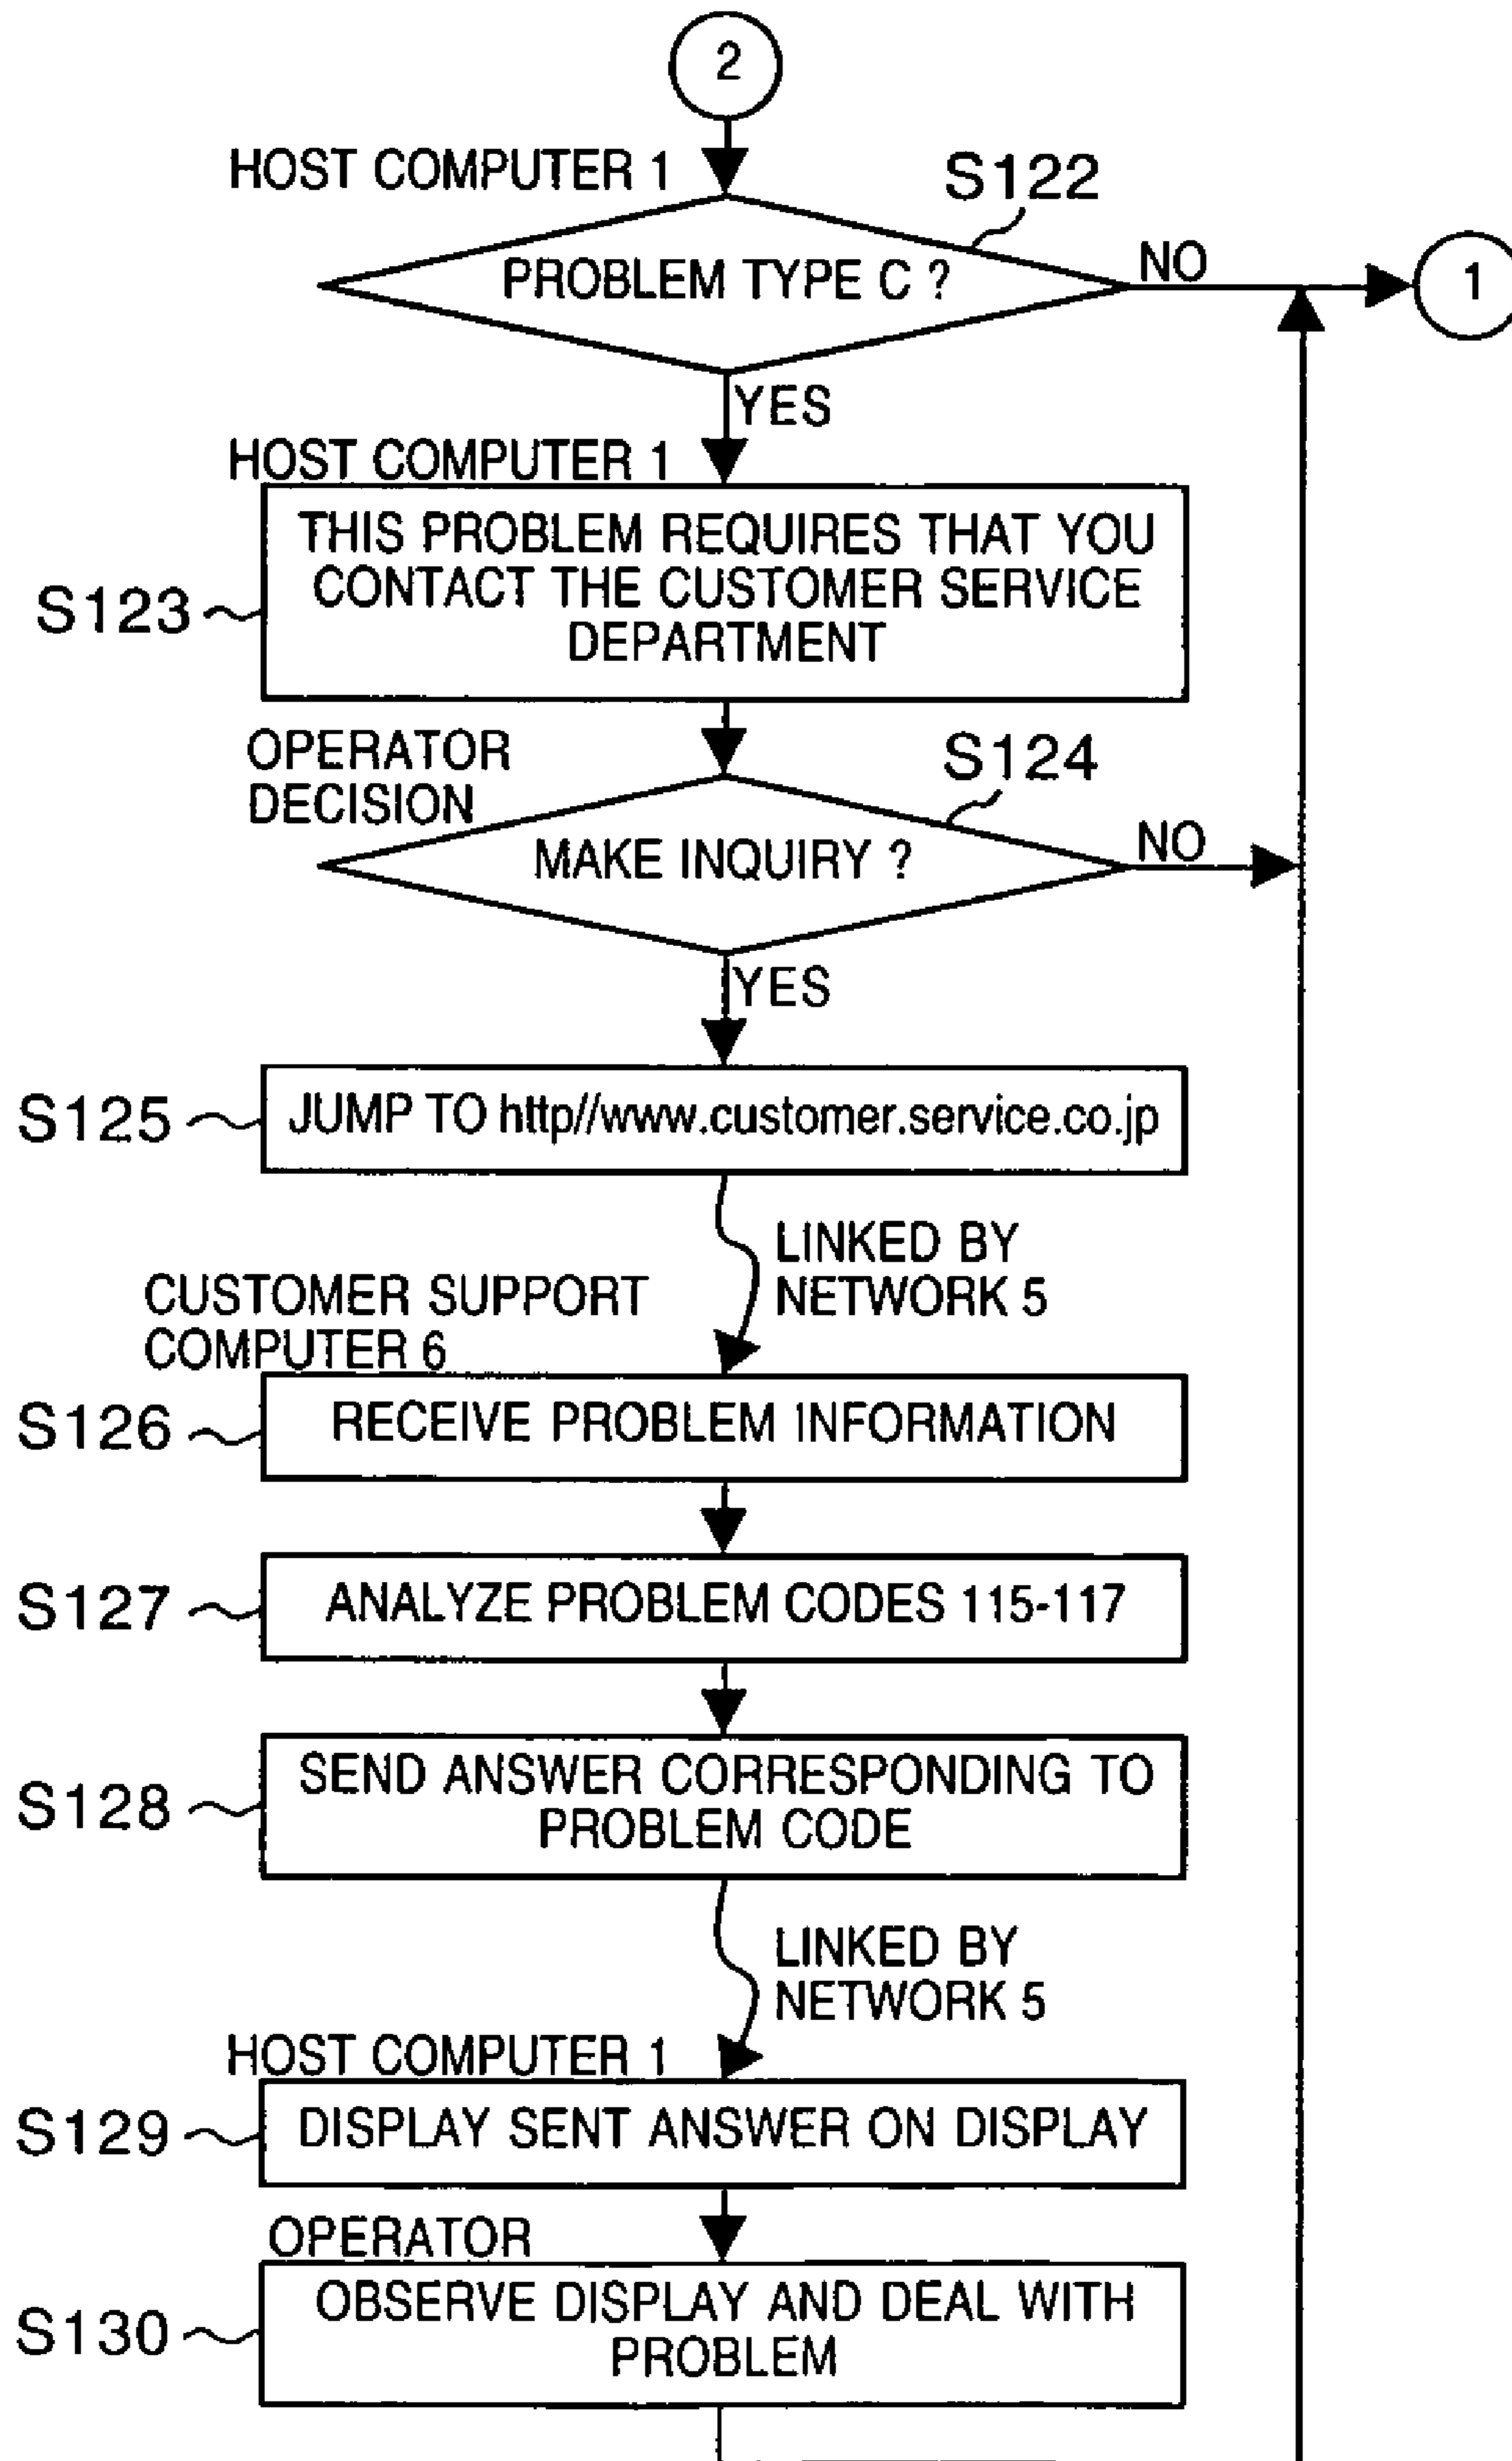 2
HOST COMPUTER 1
S122
PROBLEM TYPE C ?
NO
1
YES
HOST COMPUTER 1
THIS PROBLEM REQUIRES THAT YOU
CONTACT THE CUSTOMER SERVICE
DEPARTMENT
S123
OPERATOR
DECISION
S124
MAKE INQUIRY ?
NO
YES
S125
JUMP TO http//www.customer.service.co.jp
LINKED BY
NETWORK 5
CUSTOMER SUPPORT
COMPUTER 6
S126
RECEIVE PROBLEM INFORMATION
S127
ANALYZE PROBLEM CODES 115-117
S128
SEND ANSWER CORRESPONDING TO
PROBLEM CODE
LINKED BY
NETWORK 5
HOST COMPUTER 1
S129
DISPLAY SENT ANSWER ON DISPLAY
OPERATOR
S130
OBSERVE DISPLAY AND DEAL WITH
PROBLEM